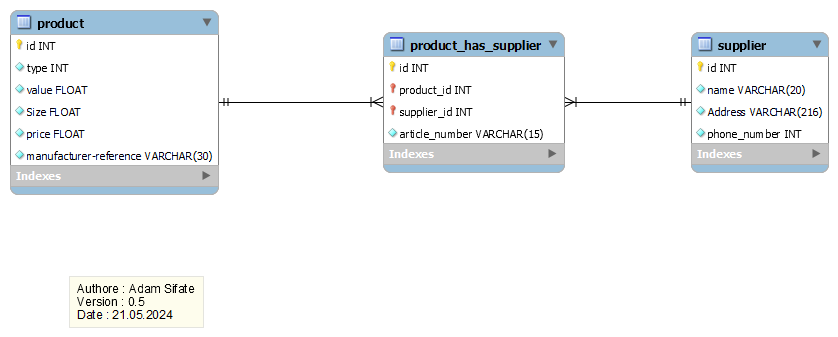 product
id INT
type INT
value FLOAT
Size FLOAT
price FLOAT
manufacturer-reference VARCHAR(30)
Indexes
product_has_supplier
id INT
product_id INT
supplier_id INT
article_number VARCHAR(15)
Indexes
supplier
id INT
name VARCHAR(20)
Address VARCHAR(216)
phone_number INT
Indexes
Authore : Adam Sifate
Version : 0.5
Date : 21.05.2024